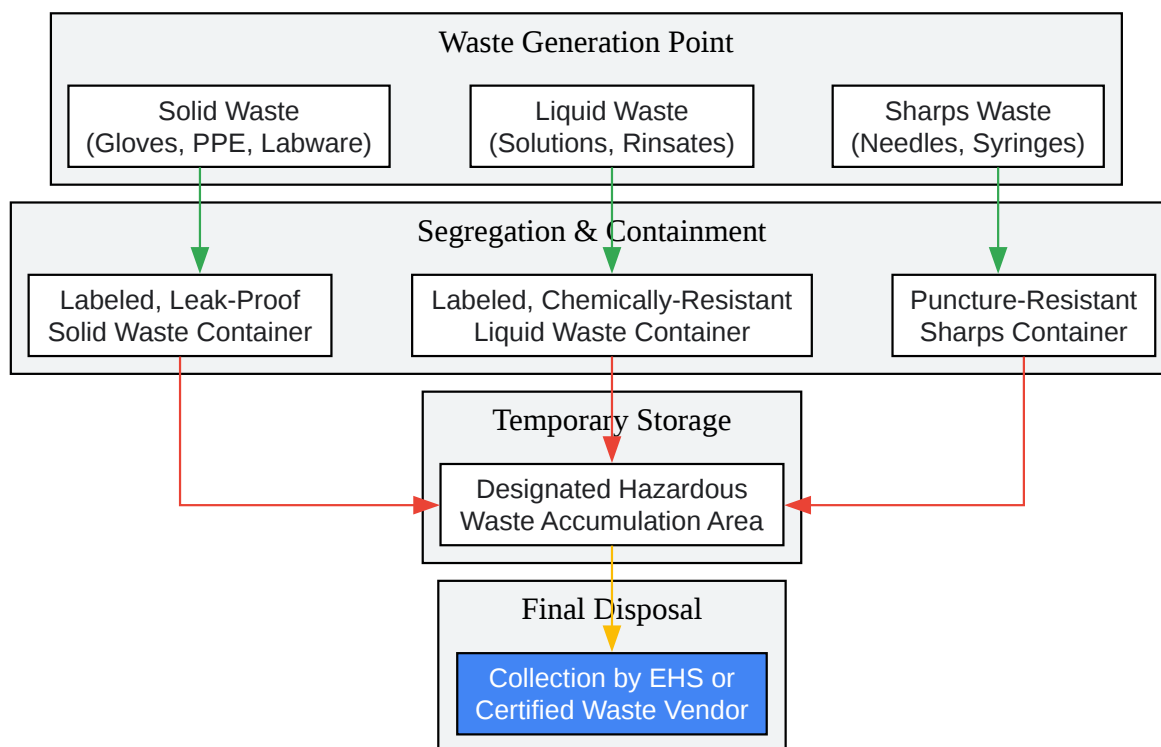 Waste Generation Point
Solid Waste
(Gloves, PPE, Labware)
Liquid Waste
(Solutions, Rinsates)
Sharps Waste
(Needles, Syringes)
Segregation & Containment
Labeled, Leak-Proof
Solid Waste Container
Labeled, Chemically-Resistant
Liquid Waste Container
Puncture-Resistant
Sharps Container
Temporary Storage
Designated Hazardous
Waste Accumulation Area
Final Disposal
Collection by EHS or
Certified Waste Vendor